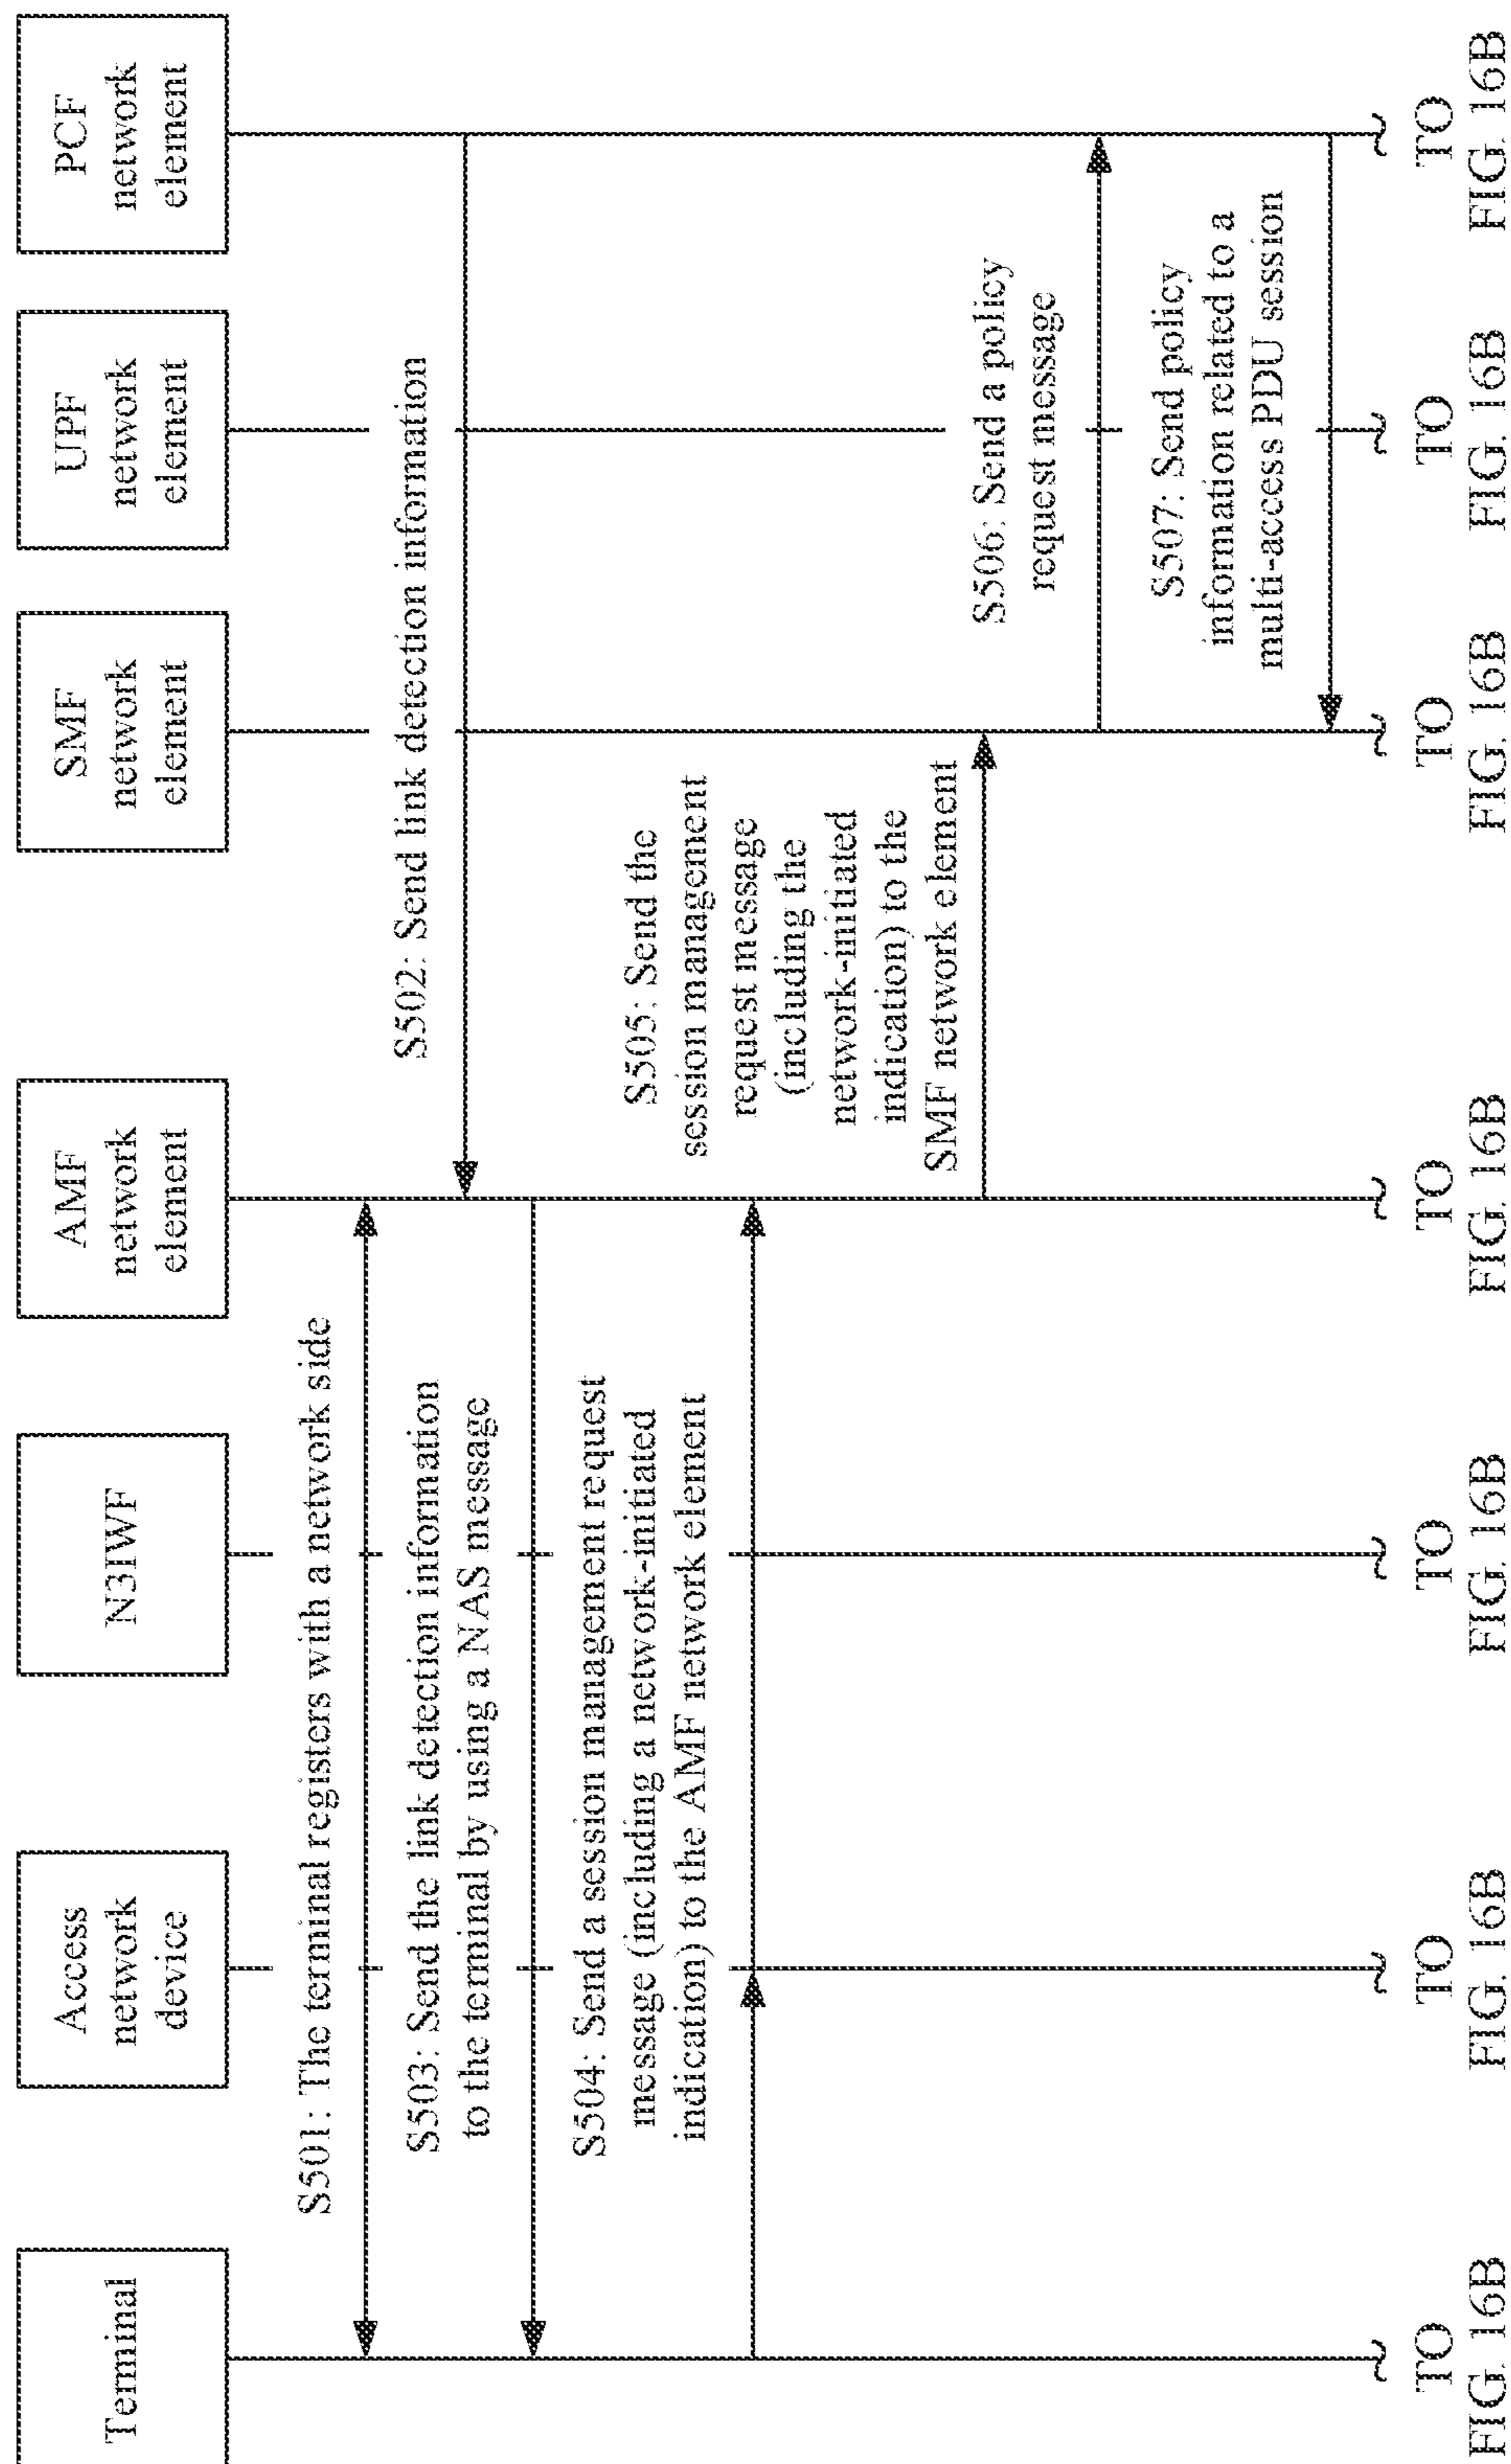 Terminal
Access
network
device
N3IWF
AMF
network
element
SMF
network
element
UPF
network
element
PCF
network
element
S501: The terminal registers with a network side
S502: Send link detection information
S503: Send the link detection information
to the terminal by using a NAS message
S504: Send a session management request
message (including a network-initiated
indication) to the AMF network element
S505: Send the
session management
request message
(including the
network-initiated
indication) to the
SMF network element
S506: Send a policy
request message
S507: Send policy
information related to a
multi-access PDU session
TO
FIG. 16B
TO
FIG. 16B
TO
FIG. 16B
TO
FIG. 16B
TO
FIG. 16B
TO
FIG. 16B
TO
FIG. 16B